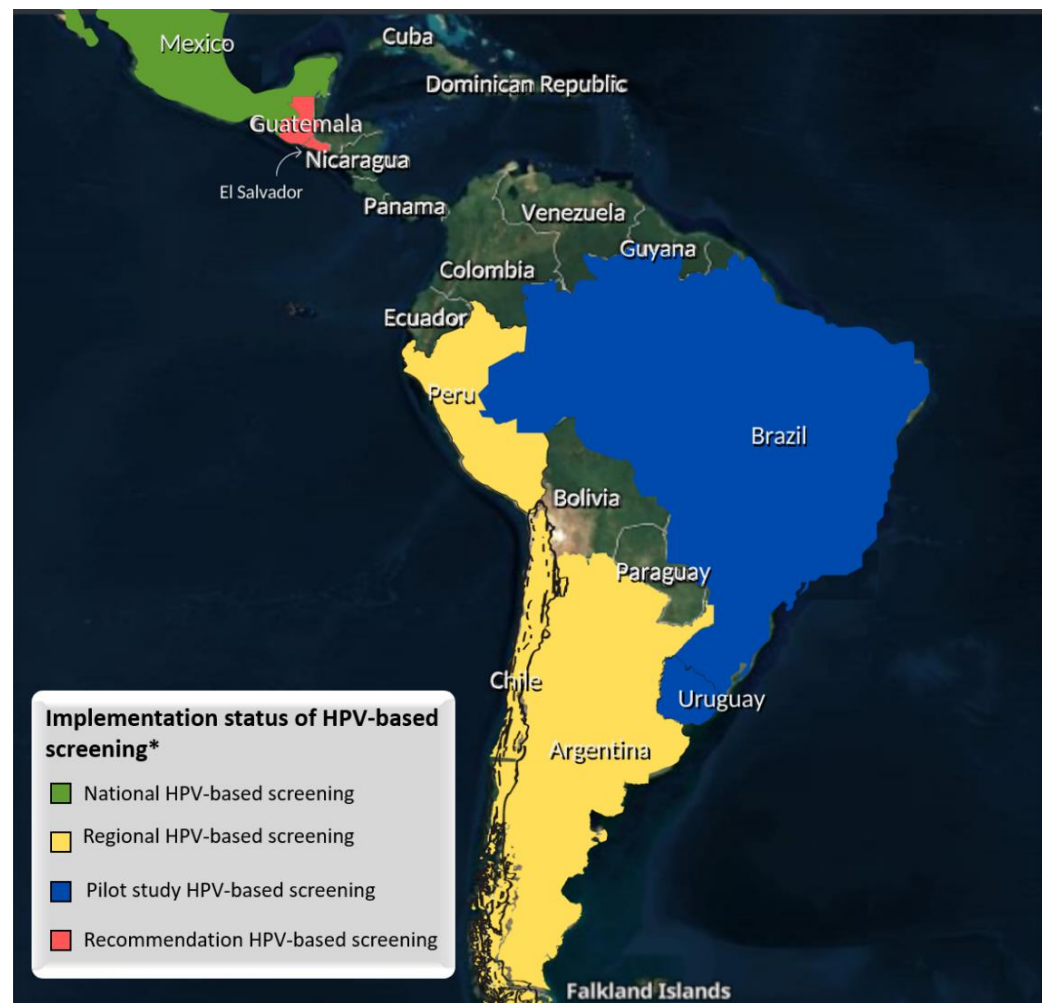 Mexico
Cuba
Dominican Republic
Guatemala
Nicaragua
El Salvador
Panama
Venezuela
Guyana
Colombia
Ecuador
Peru
Brazil
Bolivia
Paraguay
Chile
Uruguay
Argentina
Falkland Islands
Implementation status of HPV-based
screening*
National HPV-based screening
Regional HPV-based screening
Pilot study HPV-based screening
Recommendation HPV-based screening